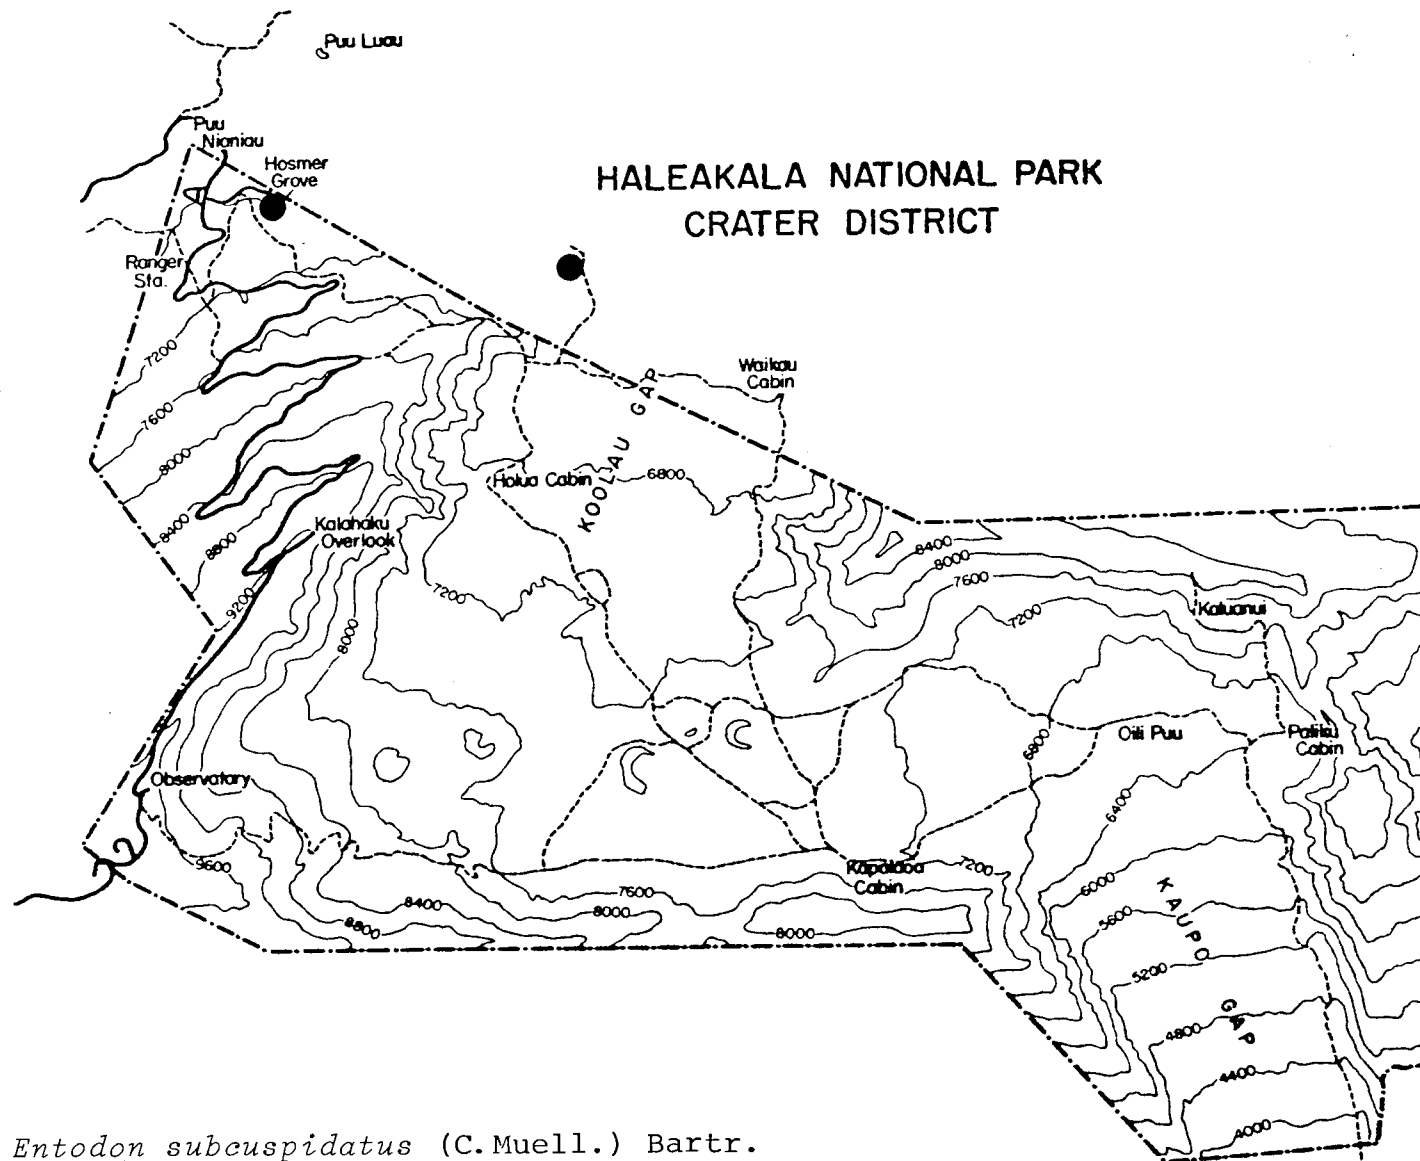 Puu Luau
Puu
Nianiau
Hosmer
Grove
HALEAKALA NATIONAL PARK
CRATER DISTRICT
Ranger
Sta.
7200
Waikau
Cabin
KOOLAU GAP
7600
8000
Holua Cabin
6800
8400
8800
Kalahaku
Overlook
8400
8000
7600
7200
9200
7200
Kaluanui
8000
6800
Oili Puu
Paliku
Cabin
Observatory
6400
9600
Kapalaoa
Cabin
7200
6000
7600
8400
8000
8800
8000
5600
KAUPO GAP
5200
4800
4400
4000
Entodon subcuspidatus (C.Muell.) Bartr.